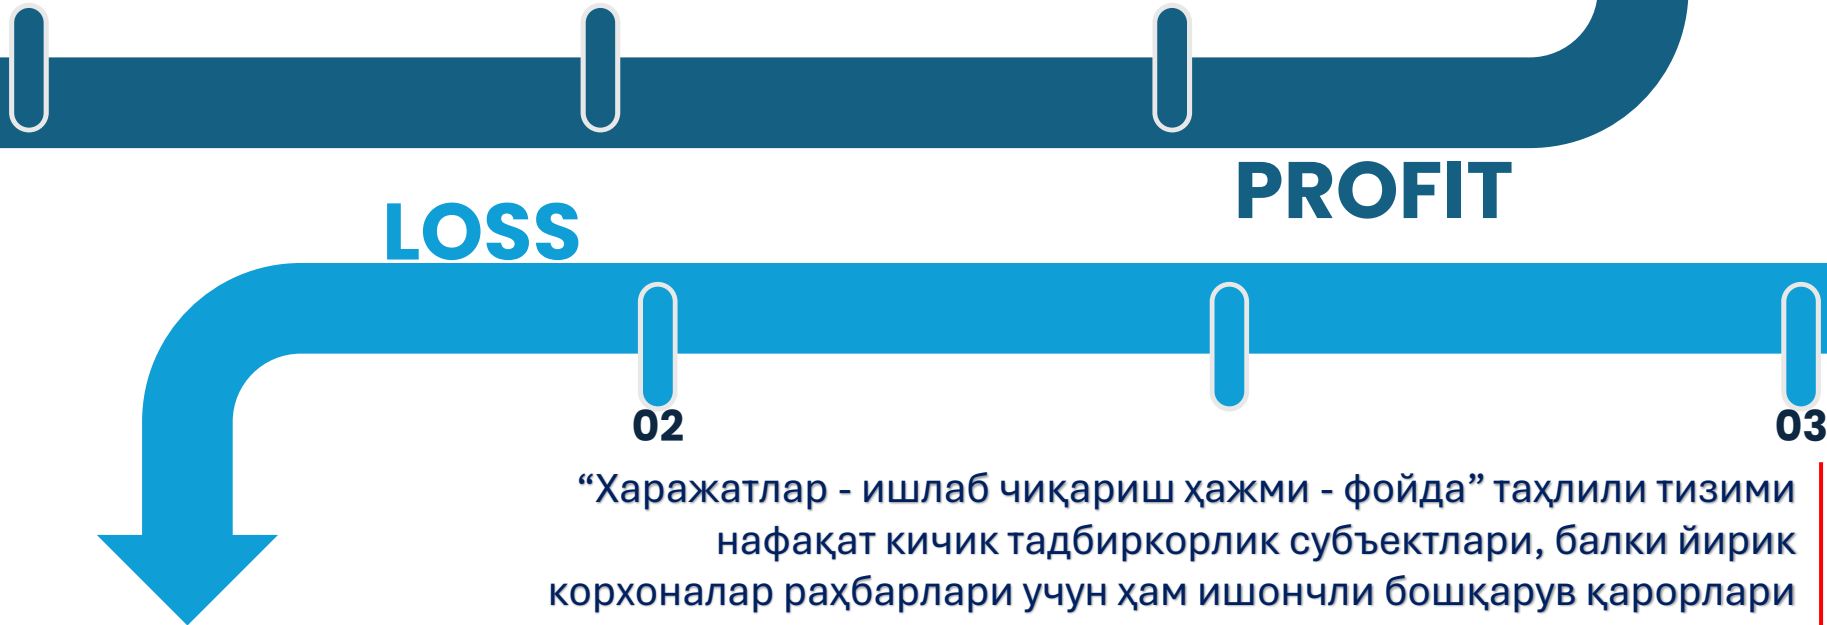 PROFIT
LOSS
02
03
“Харажатлар - ишлаб чиқариш ҳажми - фойда” таҳлили тизими
нафақат кичик тадбиркорлик субъектлари, балки йирик
корхоналар раҳбарлари учун ҳам ишончли бошқарув қарорлари